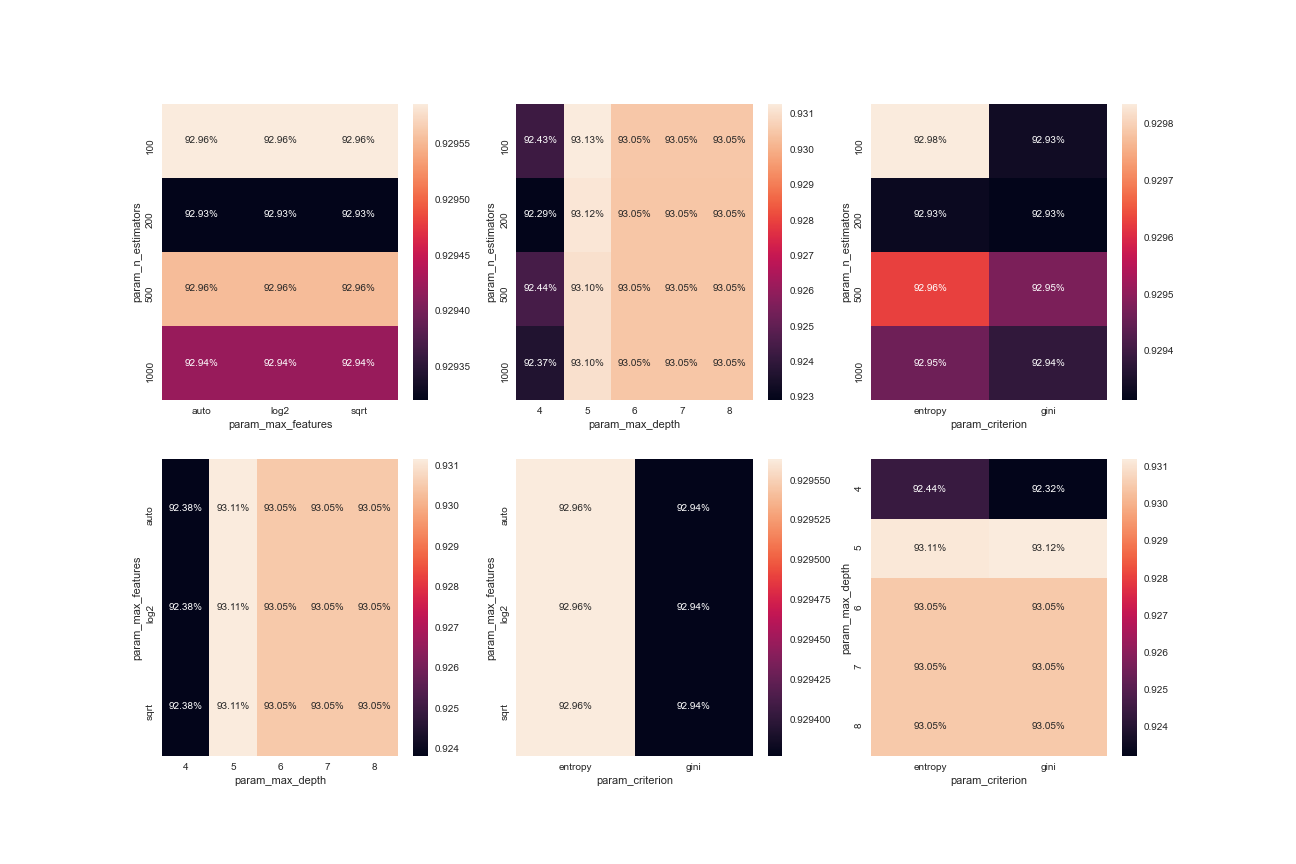 param_n_estimators
100
92.96% 92.96% 92.96%
200
92.93% 92.93% 92.93%
500
92.96% 92.96% 92.96%
1000
92.94% 92.94% 92.94%
auto log2 sqrt
param_max_features
0.92955
0.92950
0.92945
0.92940
0.92935
param_n_estimators
100
92.43% 93.13% 93.05% 93.05% 93.05%
200
92.29% 93.12% 93.05% 93.05% 93.05%
500
92.44% 93.10% 93.05% 93.05% 93.05%
1000
92.37% 93.10% 93.05% 93.05% 93.05%
4 5 6 7 8
param_max_depth
0.931
0.930
0.929
0.928
0.927
0.926
0.925
0.924
0.923
param_n_estimators
100
92.98% 92.93%
200
92.93% 92.93%
500
92.96% 92.95%
1000
92.95% 92.94%
entropy gini
param_criterion
0.9298
0.9297
0.9296
0.9295
0.9294
param_max_features
auto
92.38% 93.11% 93.05% 93.05% 93.05%
log2
92.38% 93.11% 93.05% 93.05% 93.05%
sqrt
92.38% 93.11% 93.05% 93.05% 93.05%
4 5 6 7 8
param_max_depth
0.931
0.930
0.929
0.928
0.927
0.926
0.925
0.924
param_max_features
auto
92.96% 92.94%
log2
92.96% 92.94%
sqrt
92.96% 92.94%
entropy gini
param_criterion
0.929550
0.929525
0.929500
0.929475
0.929450
0.929425
0.929400
param_max_depth
4
92.44% 92.32%
5
93.11% 93.12%
6
93.05% 93.05%
7
93.05% 93.05%
8
93.05% 93.05%
entropy gini
param_criterion
0.931
0.930
0.929
0.928
0.927
0.926
0.925
0.924